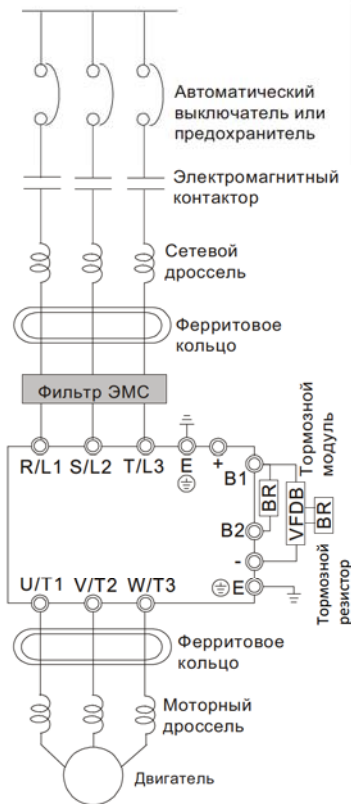 Автоматический
выключатель или
предохранитель
Электромагнитный
контактор
Сетевой
дроссель
Ферритовое
кольцо
Фильтр ЭМС
R/L1 S/L2 T/L3 E +
B1
BR
Тормозной
модуль
VFDB
BR
B2
-
E
Тормозной
резистор
U/T1 V/T2 W/T3
Ферритовое
кольцо
Моторный
дроссель
Двигатель